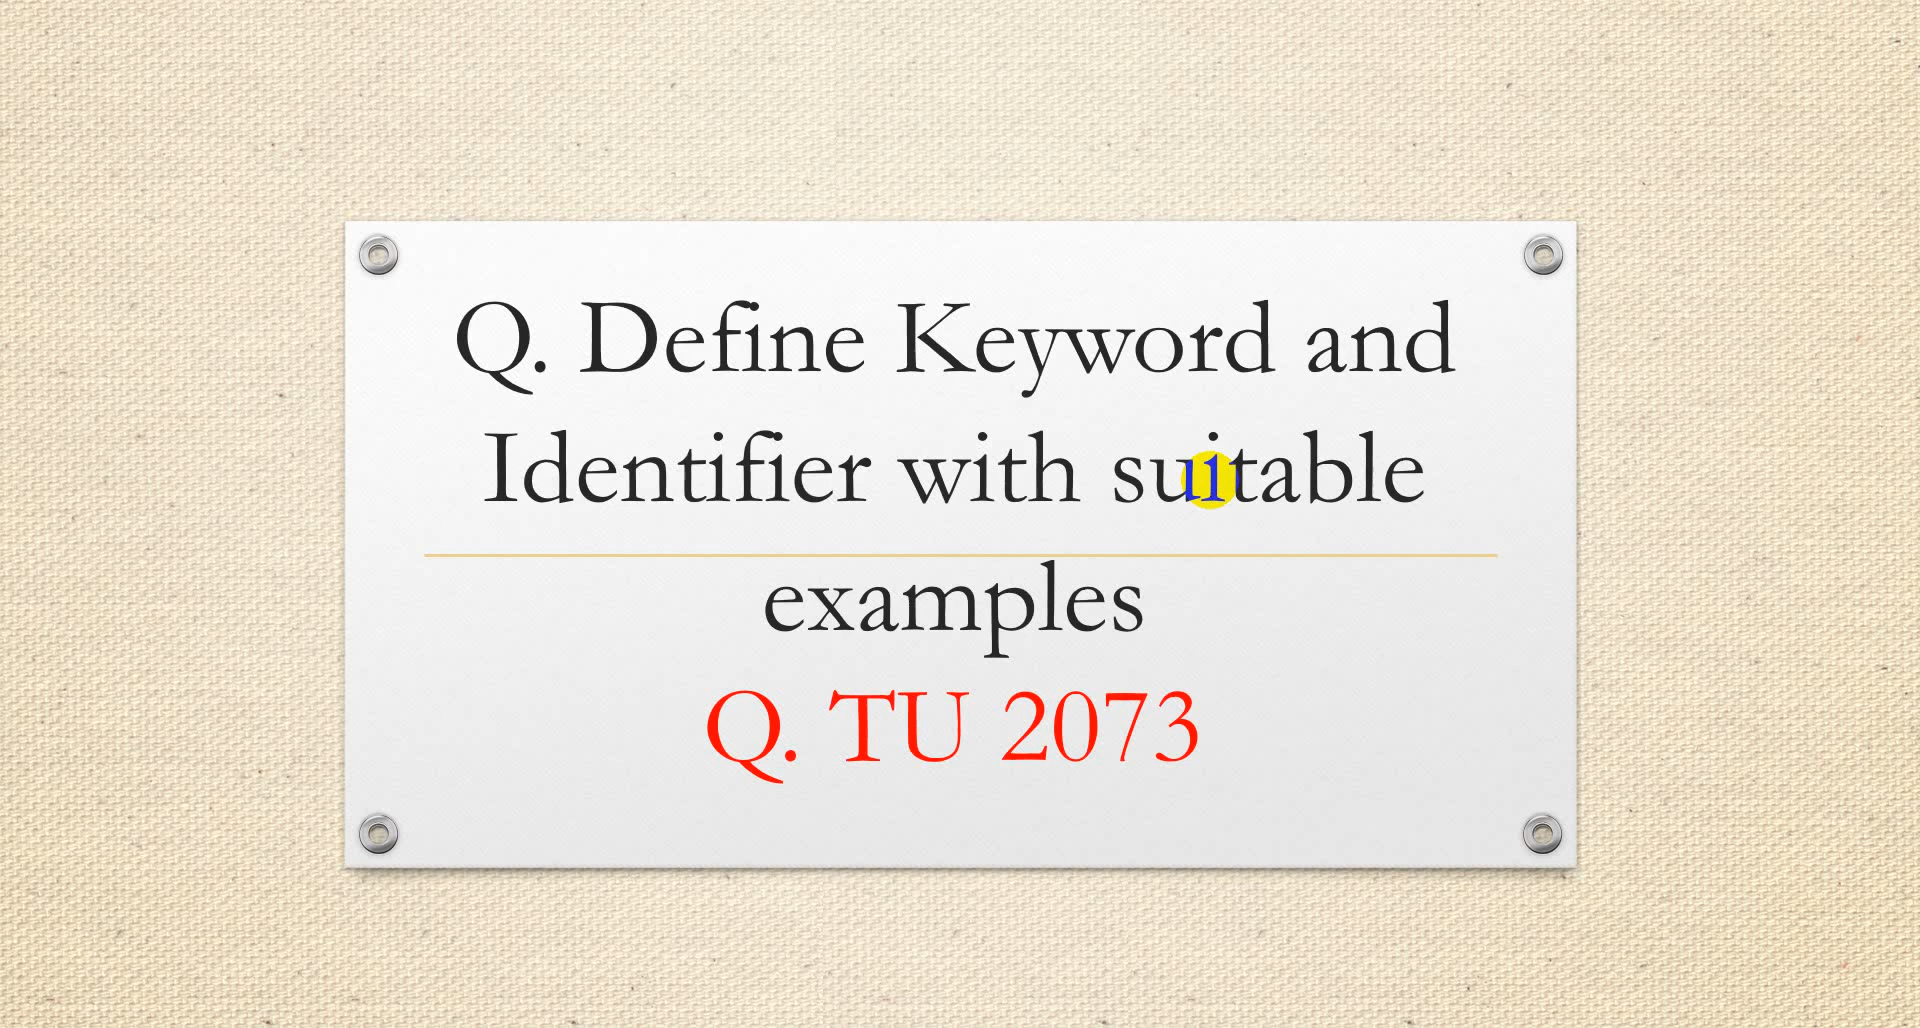 Q. Define Keyword and
Identifier with suitable
examples
Q. TU 2073